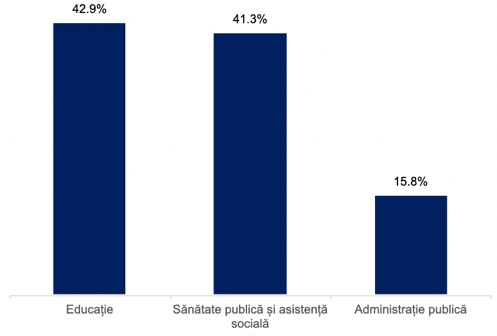 42.9%
41.3%
15.8%
Educație
Sănătate publică și asistență
socială
Administrație publică